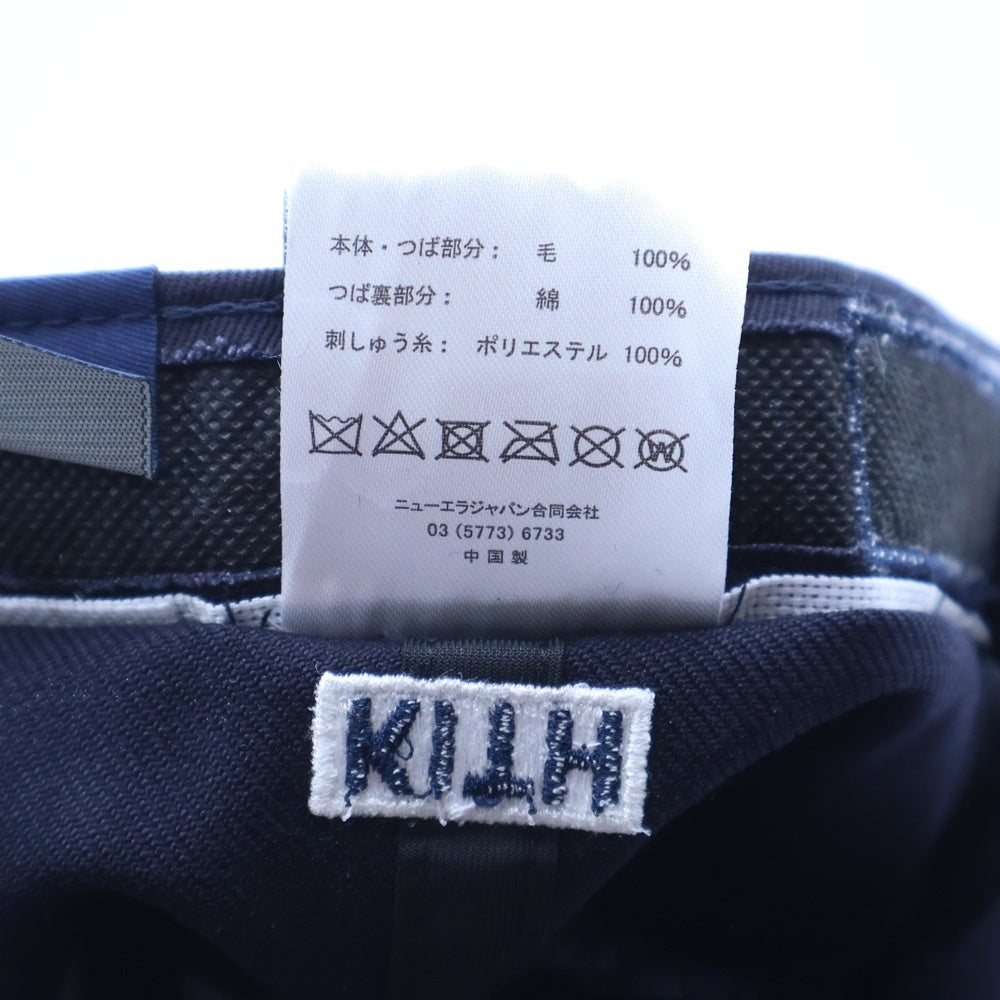 本体・つば部分： 毛 100%
つば裏部分： 綿 100%
刺しゅう糸： ポリエステル 100%
W
ニューエラジャパン合同会社
03 (5773) 6733
中国製
KITH